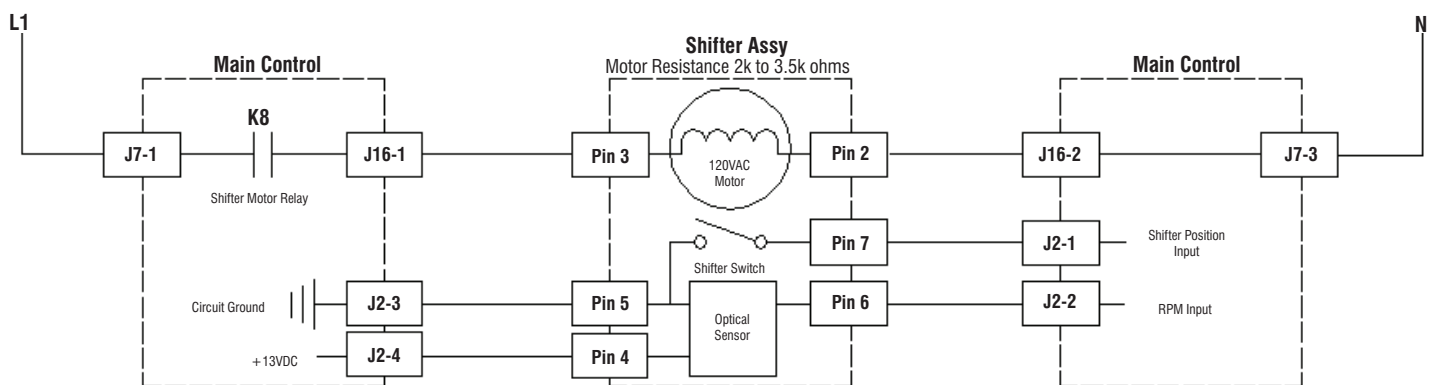 L1
N
Shifter Assy
Motor Resistance 2k to 3.5k ohms
Main Control
Main Control
K8
J7-1
J16-1
Pin 3
120VAC
Motor
Pin 2
J16-2
J7-3
Shifter Motor Relay
Shifter Switch
Pin 7
J2-1
Shifter Position
Input
Circuit Ground
J2-3
Pin 5
Optical
Sensor
Pin 6
J2-2
RPM Input
+13VDC
J2-4
Pin 4